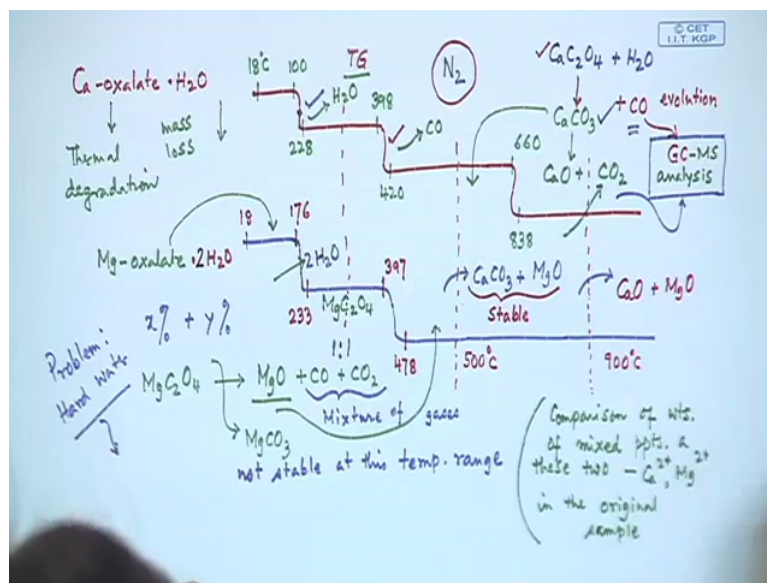 © CET
I.I.T. KGP
TG
N2
✓CaC2O4 + H2O
Ca-oxalate • H2O
18°C 100 → H2O 398 → CO
228 420 660 838
Thermal degradation
mass loss
CaCO3 + CO evolution
CaO + CO2
GC-MS
analysis
Mg-oxalate • 2H2O
18 176 2H2O 397
233 MgC2O4 478
CaCO3 + MgO
Stable
CaO + MgO
500°C 900°C
x% + y%
Problem:
Hard water
1:1
MgC2O4 → MgO + CO + CO2
Mixture of gases
MgCO3
not stable at this temp. range
Comparison of wts.
of mixed ppts. a
these two - Ca2+, Mg2+
in the original
sample